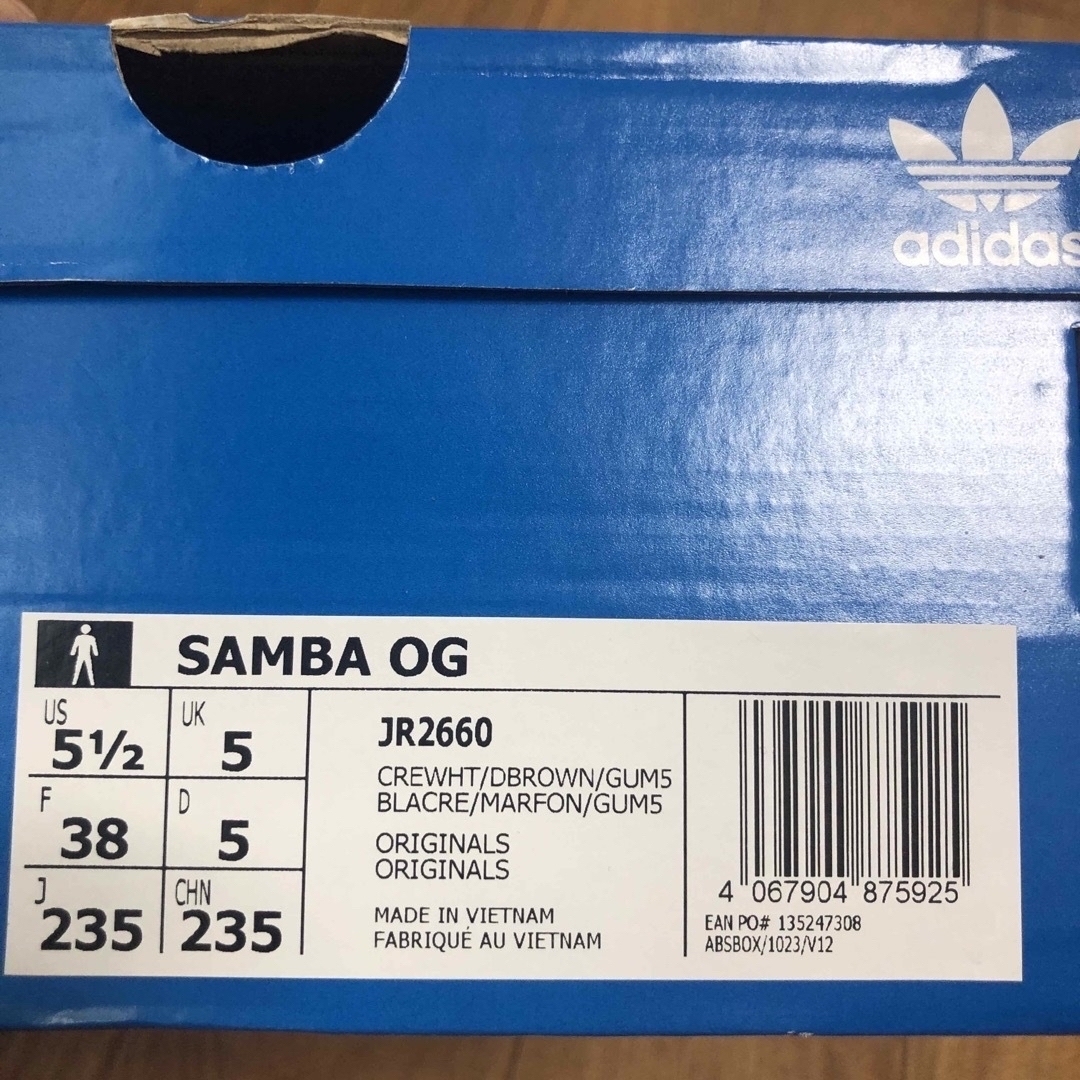 adidas
SAMBA OG
US
5½
UK
5
F
38
D
5
J
235
CHN
235
JR2660
CREWHT/DBROWN/GUM5
BLACRE/MARFON/GUM5
ORIGINALS
ORIGINALS
MADE IN VIETNAM
FABRIQUÉ AU VIETNAM
4 067904 875925
EAN PO# 135247308
ABSBOX/1023/V12